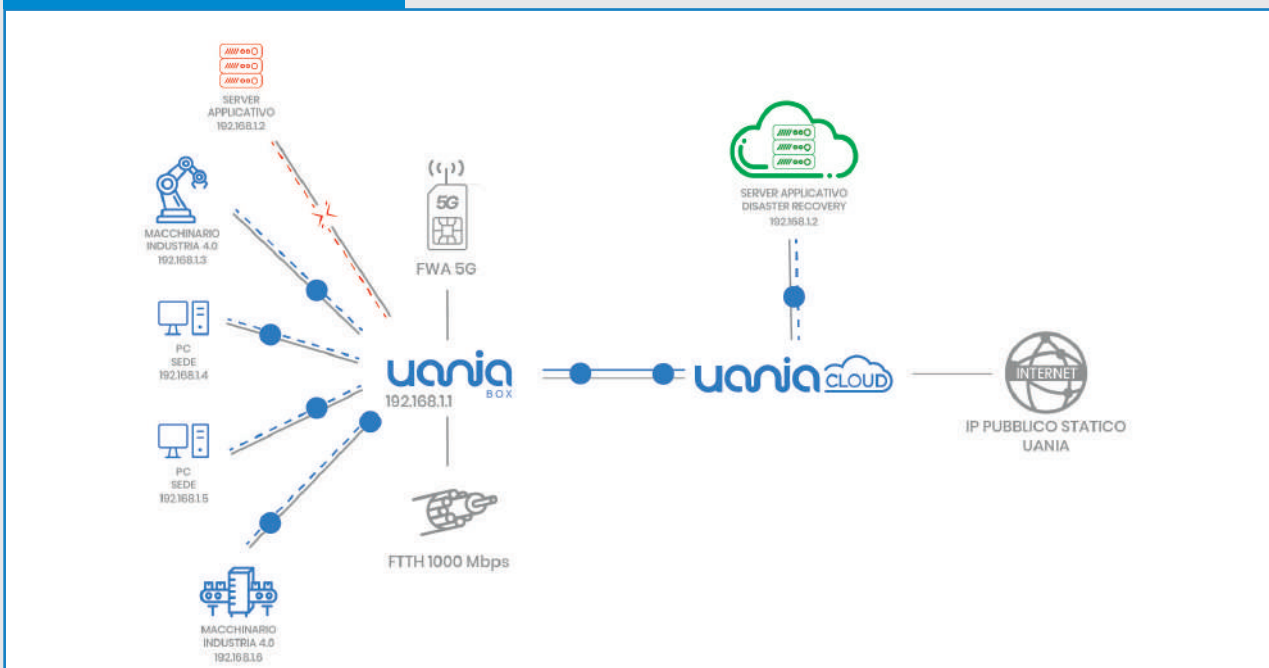 SERVER
APPLICATIVO
192.168.1.2
MACCHINARIO
INDUSTRIA 4.0
192.168.1.3
PC
SEDE
192.168.1.4
PC
SEDE
192.168.1.5
MACCHINARIO
INDUSTRIA 4.0
192.168.1.6
5G
FWA 5G
uania
BOX
192.168.1.1
FTTH 1000 Mbps
SERVER APPLICATIVO
DISASTER RECOVERY
192.168.1.2
uania CLOUD
INTERNET
IP PUBBLICO STATICO
UANIA